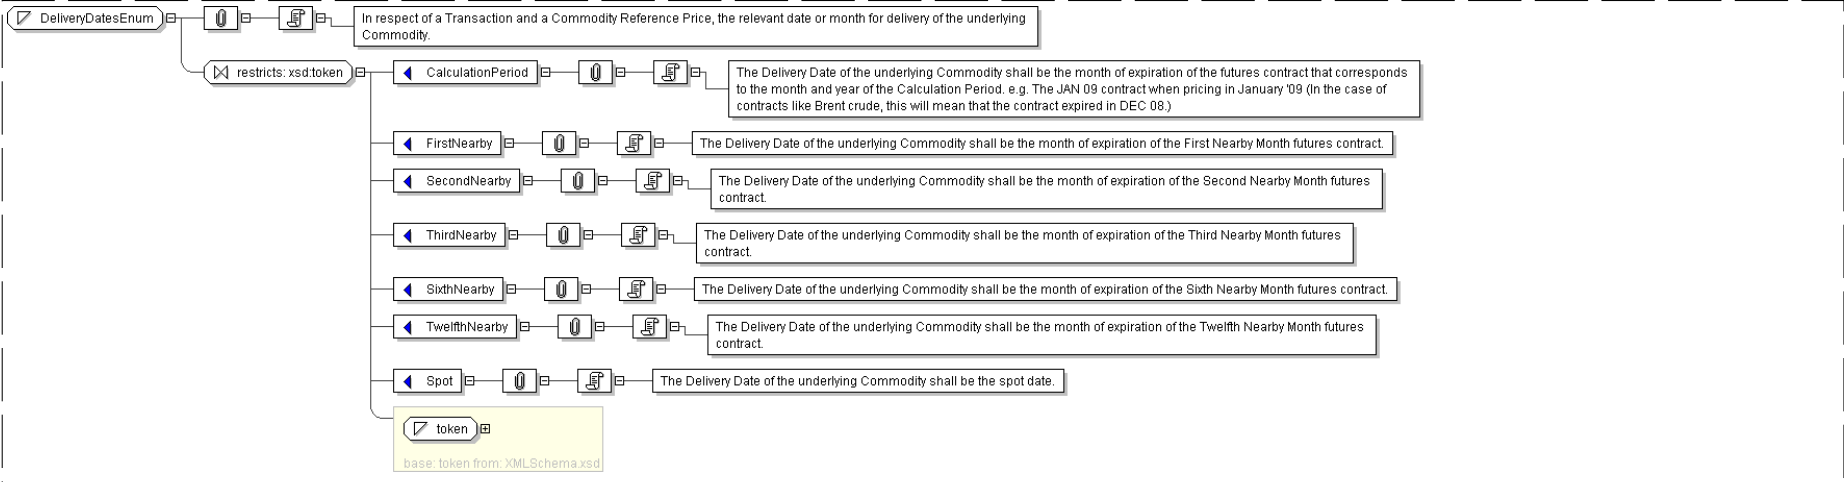 DeliveryDatesEnum
In respect of a Transaction and a Commodity Reference Price, the relevant date or month for delivery of the underlying
Commodity.
restricts: xsd:token
CalculationPeriod
The Delivery Date of the underlying Commodity shall be the month of expiration of the futures contract that corresponds
to the month and year of the Calculation Period. e.g. The JAN 09 contract when pricing in January '09 (In the case of
contracts like Brent crude, this will mean that the contract expired in DEC 08.)
FirstNearby
The Delivery Date of the underlying Commodity shall be the month of expiration of the First Nearby Month futures contract.
SecondNearby
The Delivery Date of the underlying Commodity shall be the month of expiration of the Second Nearby Month futures
contract.
ThirdNearby
The Delivery Date of the underlying Commodity shall be the month of expiration of the Third Nearby Month futures
contract.
SixthNearby
The Delivery Date of the underlying Commodity shall be the month of expiration of the Sixth Nearby Month futures contract.
TwelfthNearby
The Delivery Date of the underlying Commodity shall be the month of expiration of the Twelfth Nearby Month futures
contract.
Spot
The Delivery Date of the underlying Commodity shall be the spot date.
token
base: token from: XMLSchema.xsd